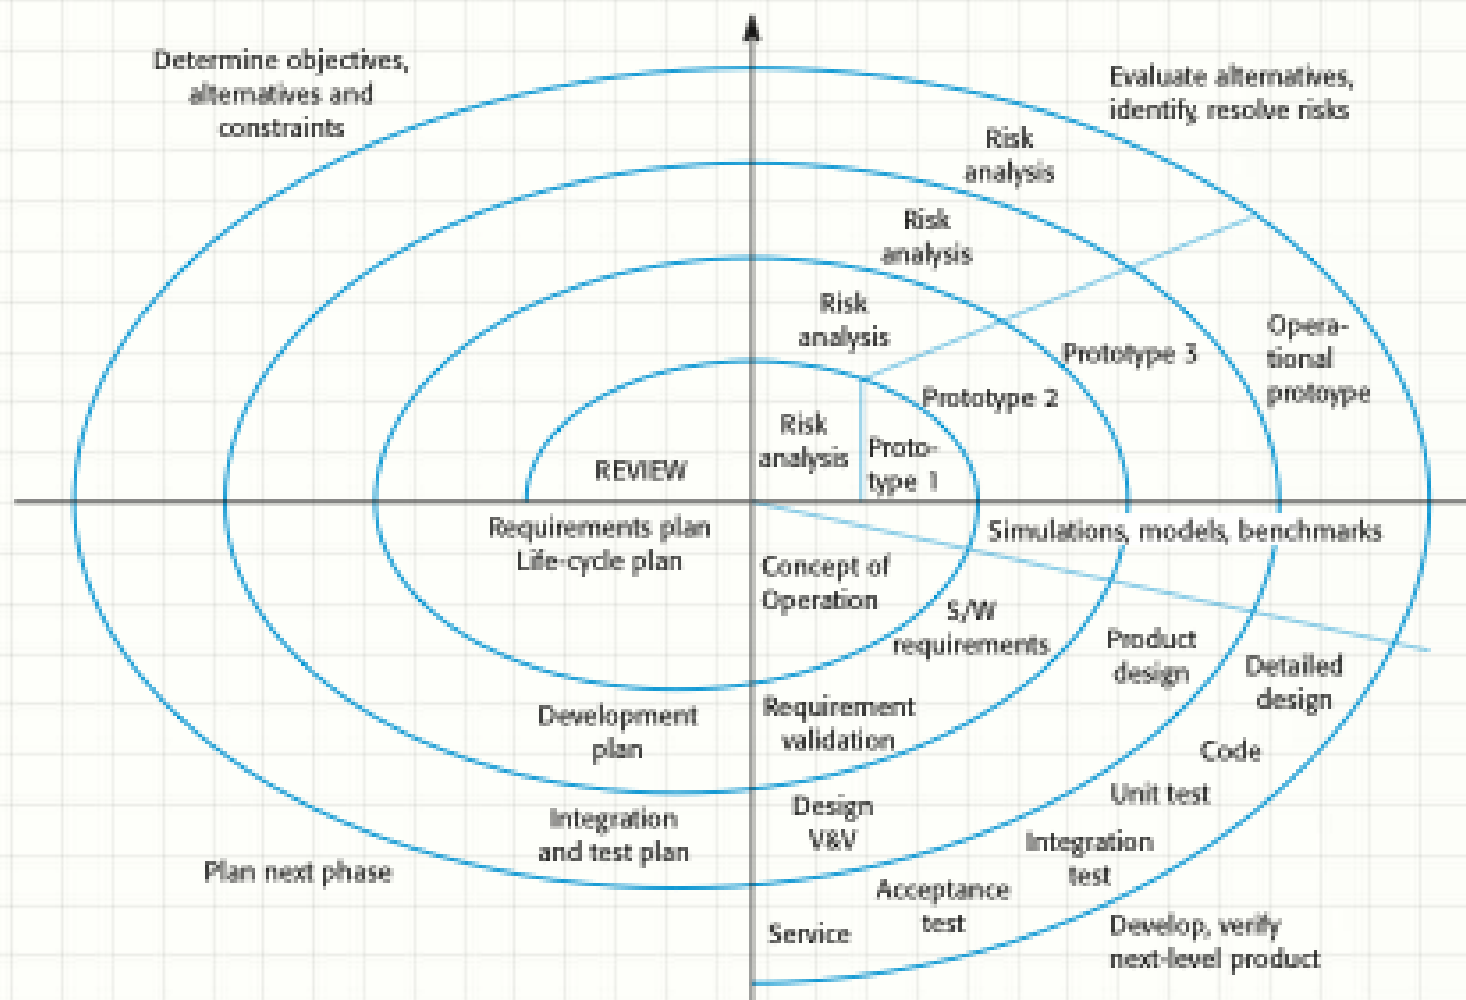 Determine objectives,
alternatives and
constraints
Evaluate alternatives,
identify, resolve risks
Risk
analysis
Risk
analysis
Risk
analysis
Opera-
tional
protoype
Prototype 3
Prototype 2
Risk
analysis
Proto-
type 1
REVIEW
Requirements plan
Life-cycle plan
Simulations, models, benchmarks
Concept of
Operation
S/W
requirements
Product
design
Detailed
design
Development
plan
Requirement
validation
Code
Unit test
Integration
and test plan
Design
V&V
Integration
test
Plan next phase
Acceptance
test
Service
Develop, verify
next-level product